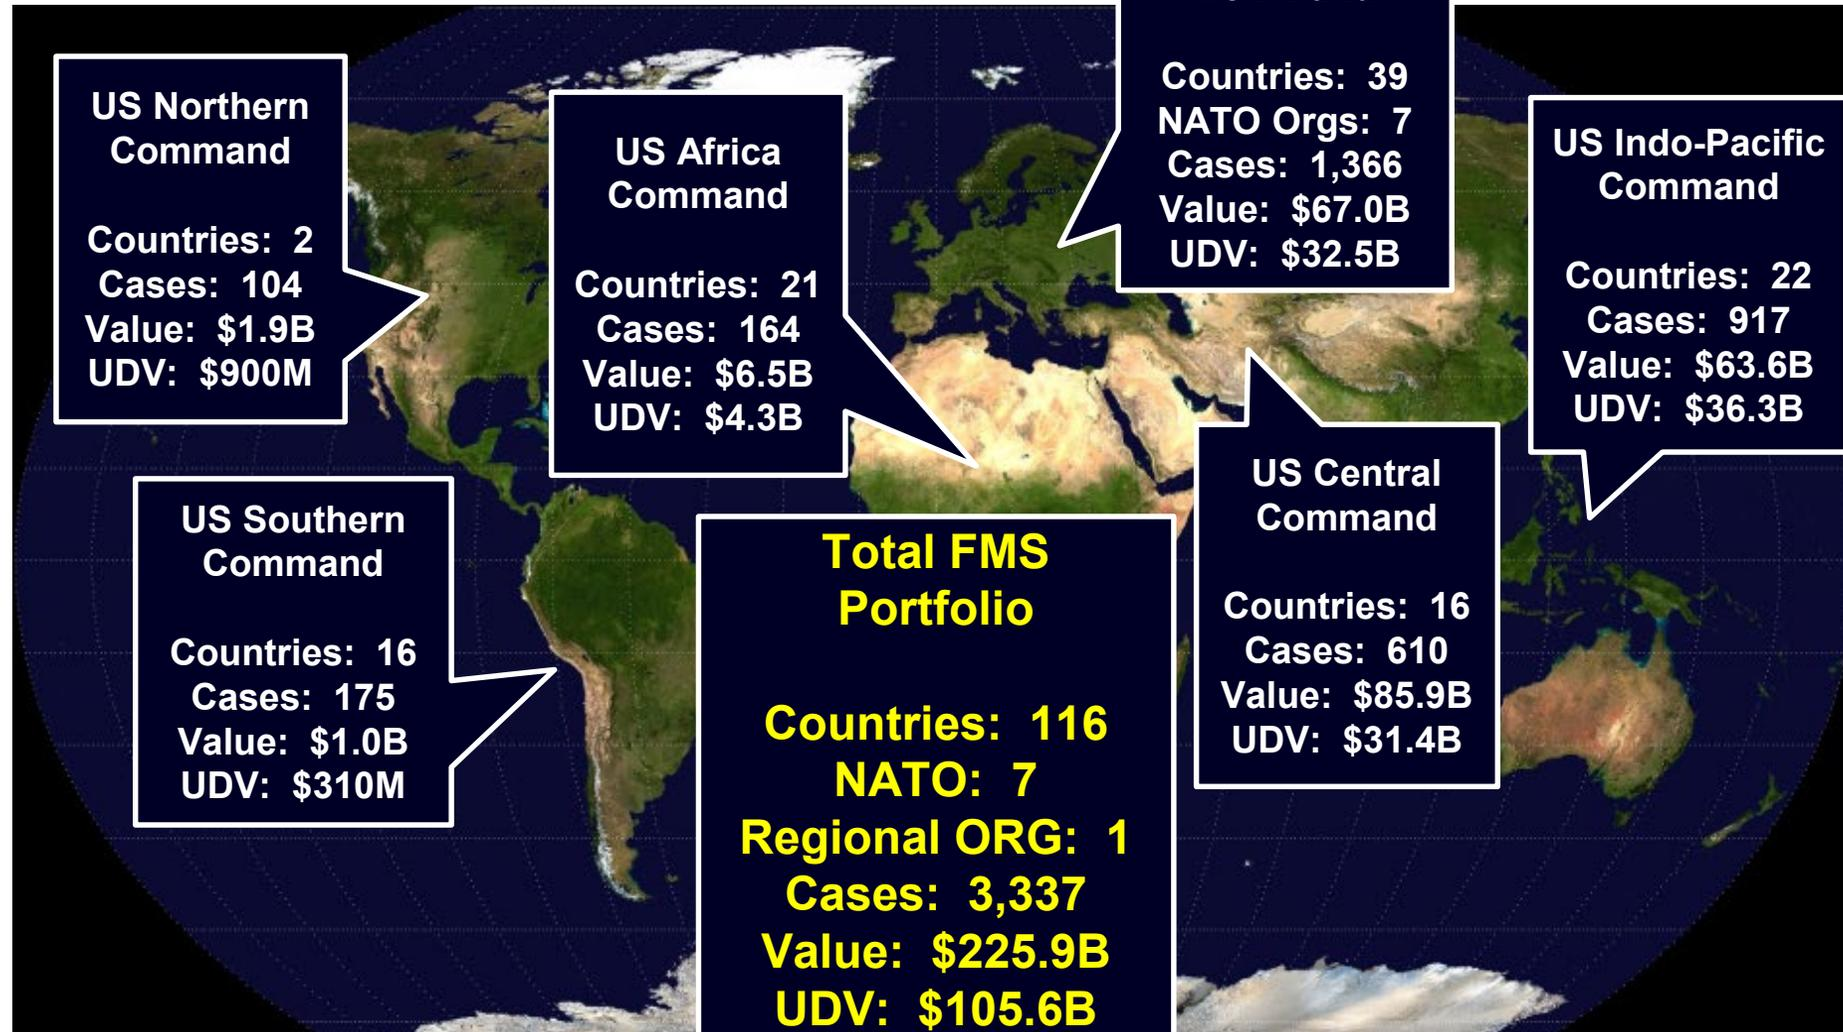 US Northern
Command
Countries: 2
Cases: 104
Value: $1.9B
UDV: $900M
US Africa
Command
Countries: 21
Cases: 164
Value: $6.5B
UDV: $4.3B
Countries: 39
NATO Orgs: 7
Cases: 1,366
Value: $67.0B
UDV: $32.5B
US Indo-Pacific
Command
Countries: 22
Cases: 917
Value: $63.6B
UDV: $36.3B
US Southern
Command
Countries: 16
Cases: 175
Value: $1.0B
UDV: $310M
Total FMS
Portfolio
Countries: 116
NATO: 7
Regional ORG: 1
Cases: 3,337
Value: $225.9B
UDV: $105.6B
US Central
Command
Countries: 16
Cases: 610
Value: $85.9B
UDV: $31.4B